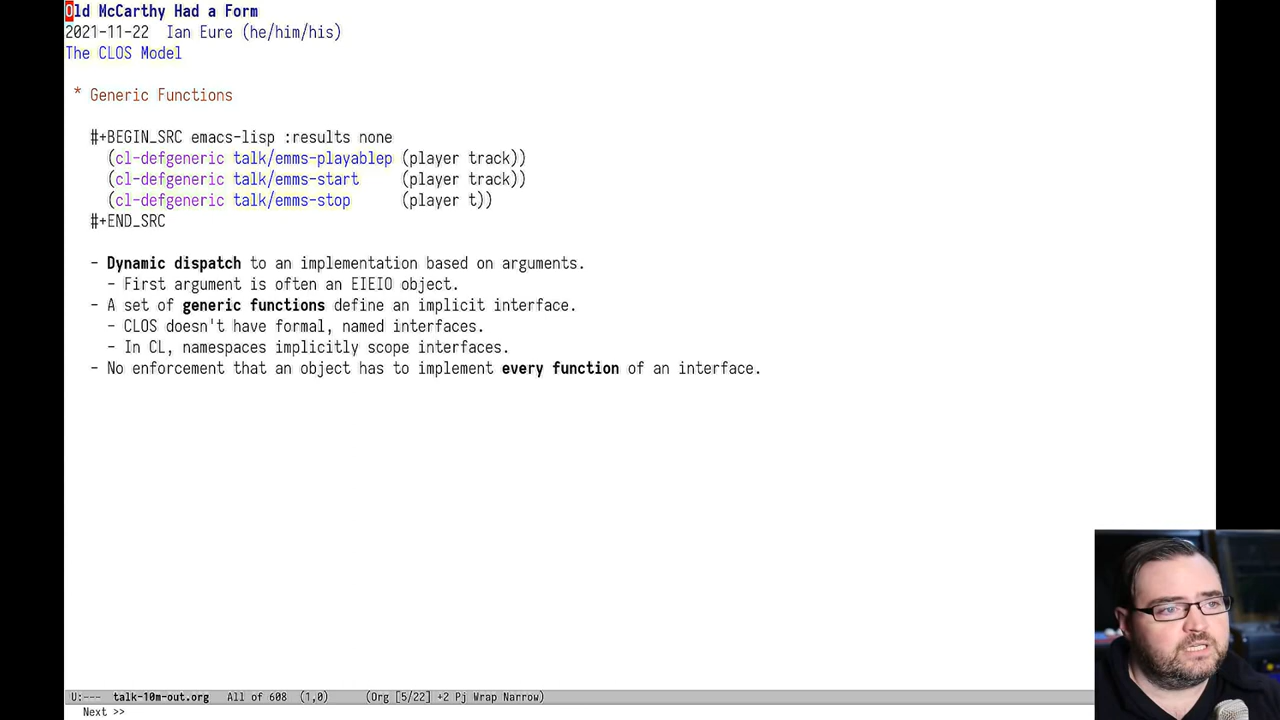 Old McCarthy Had a Form
2021-11-22 Ian Eure (he/him/his)
The CLOS Model
* Generic Functions
#+BEGIN_SRC emacs-lisp :results none
(cl-defgeneric talk/emms-playablep (player track))
(cl-defgeneric talk/emms-start (player track))
(cl-defgeneric talk/emms-stop (player t))
#+END_SRC
- Dynamic dispatch to an implementation based on arguments.
- First argument is often an EIEIO object.
- A set of generic functions define an implicit interface.
- CLOS doesn't have formal, named interfaces.
- In CL, namespaces implicitly scope interfaces.
- No enforcement that an object has to implement every function of an interface.
U:--- talk-10m-out.org All of 608 (1,0) (Org [5/22] +2 Pj Wrap Narrow)
Next >>